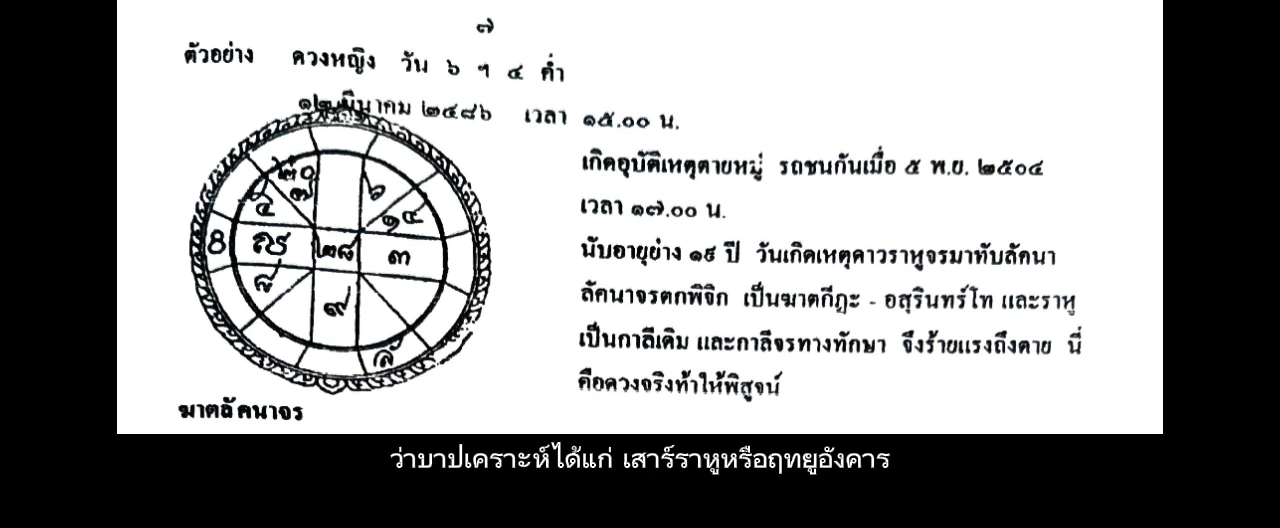 ๗
ตัวอย่าง ดวงหญิง วัน ๖ ฯ ๔ ค่ำ
๑๒ มีนาคม ๒๔๘๖ เวลา ๑๕.๐๐ น.
เกิดอุบัติเหตุตายหมู่ รถชนกันเมื่อ ๕ พ.ย. ๒๕๐๔
เวลา ๑๗.๐๐ น.
นับอายุย่าง ๑๙ ปี วันเกิดเหตุดาวราหูจรมาทับลัคนา
ลัคนาจรตกพิจิก เป็นฆาตกีฏะ - อสุรินทร์โท และราหู
เป็นกาลีเดิม และกาลีจรทางทักษา จึงร้ายแรงถึงตาย นี่
คือดวงจริงท้าให้พิสูจน์
๗
๖
๕
๑๔
8
๒๘
๓
๙
ลั
ฆาตลัคนาจร
ว่าบาปเคราะห์ได้แก่ เสาร์ราหูหรือฤทยูอังคาร